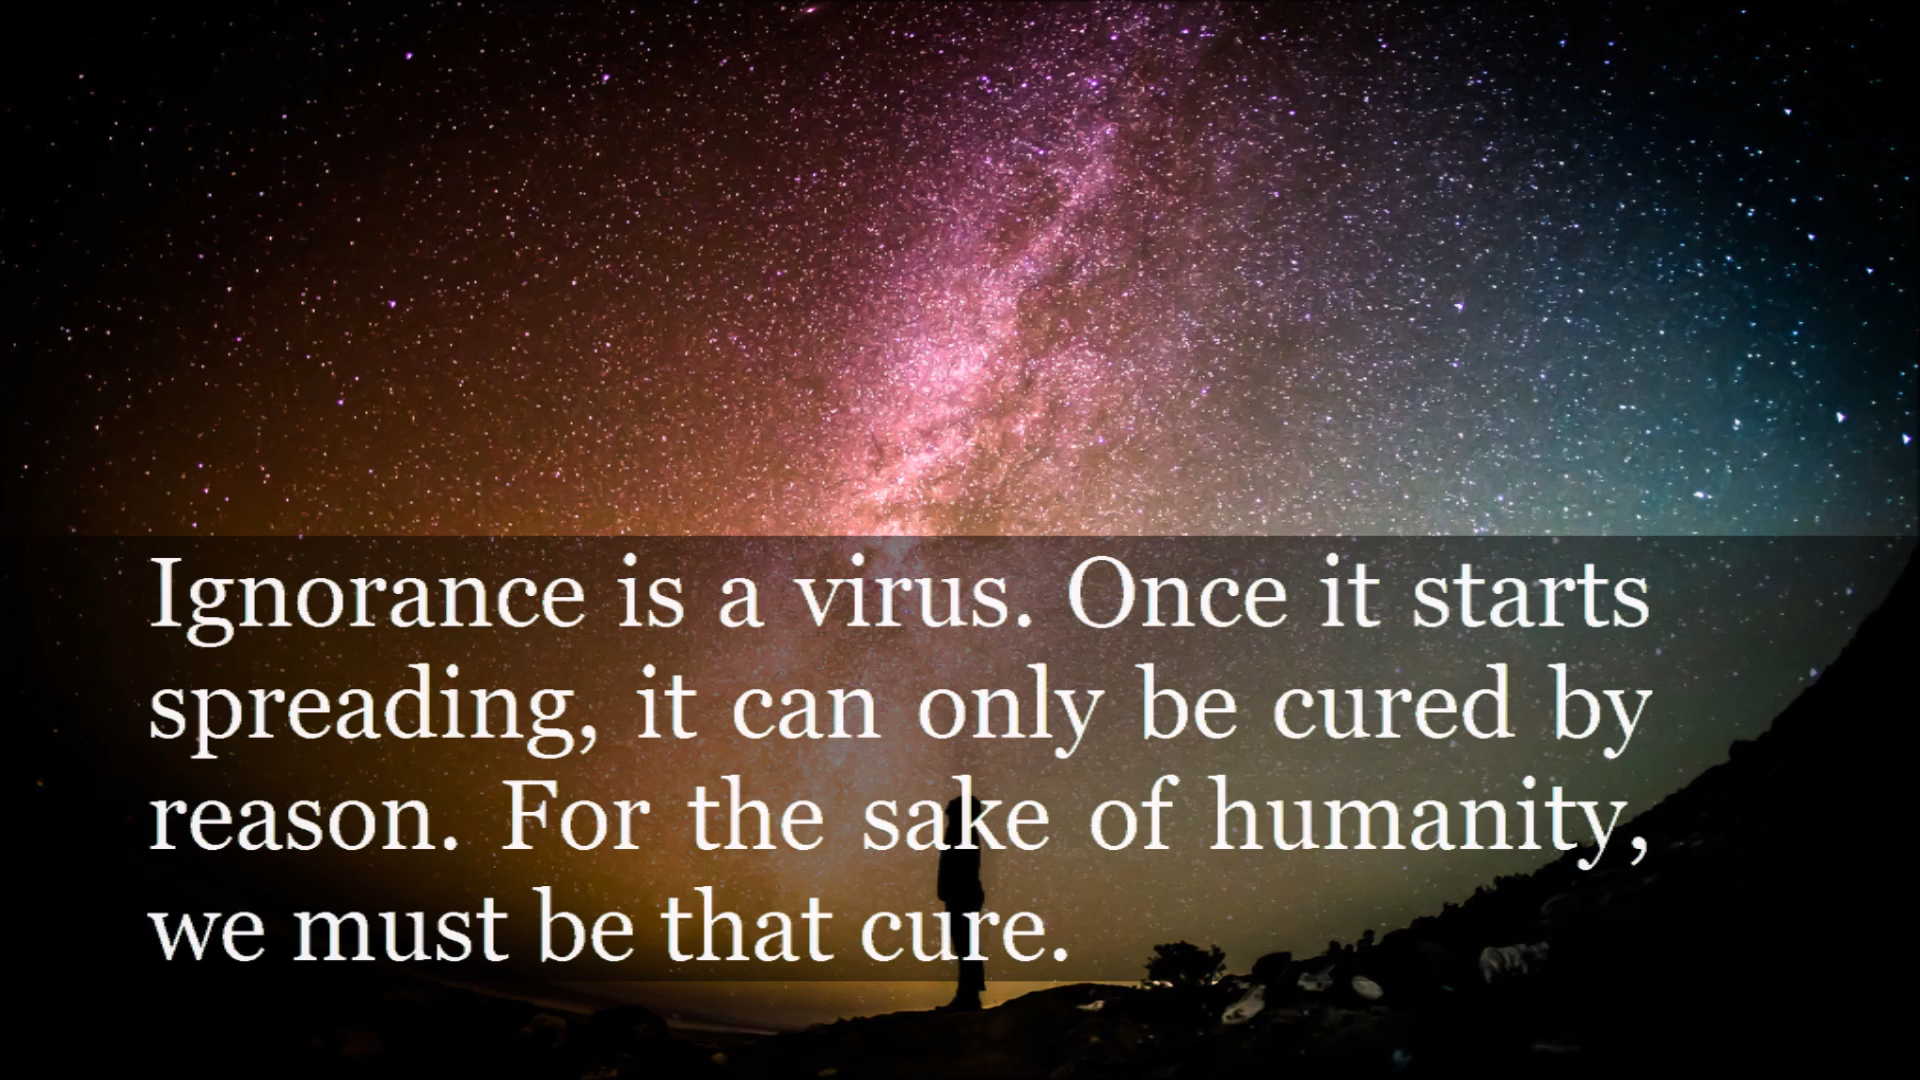 Ignorance is a virus. Once it starts
spreading, it can only be cured by
reason. For the sake of humanity,
we must be that cure.